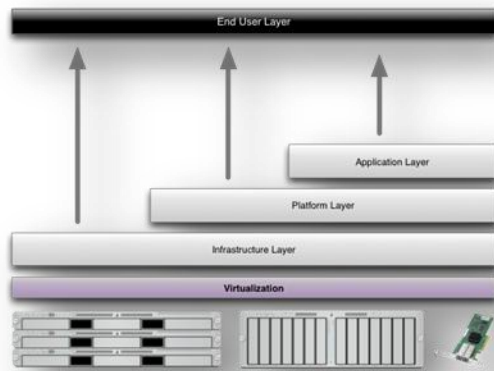 End User Layer
Application Layer
Platform Layer
Infrastructure Layer
Virtualization